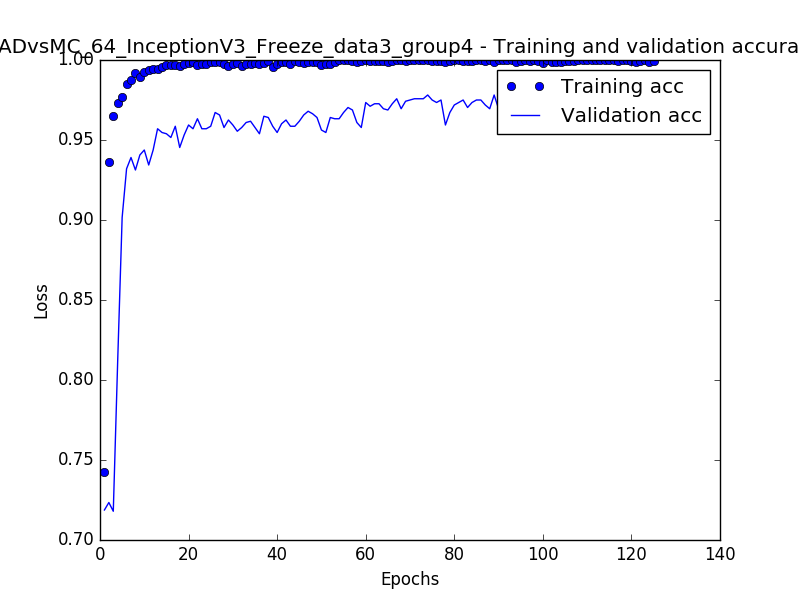 ADvsMC_64_InceptionV3_Freeze_data3_group4 - Training and validation accura
1.00
Training acc
Validation acc
0.95
0.90
0.85
Loss
0.80
0.75
0.70
0 20 40 60 80 100 120 140
Epochs